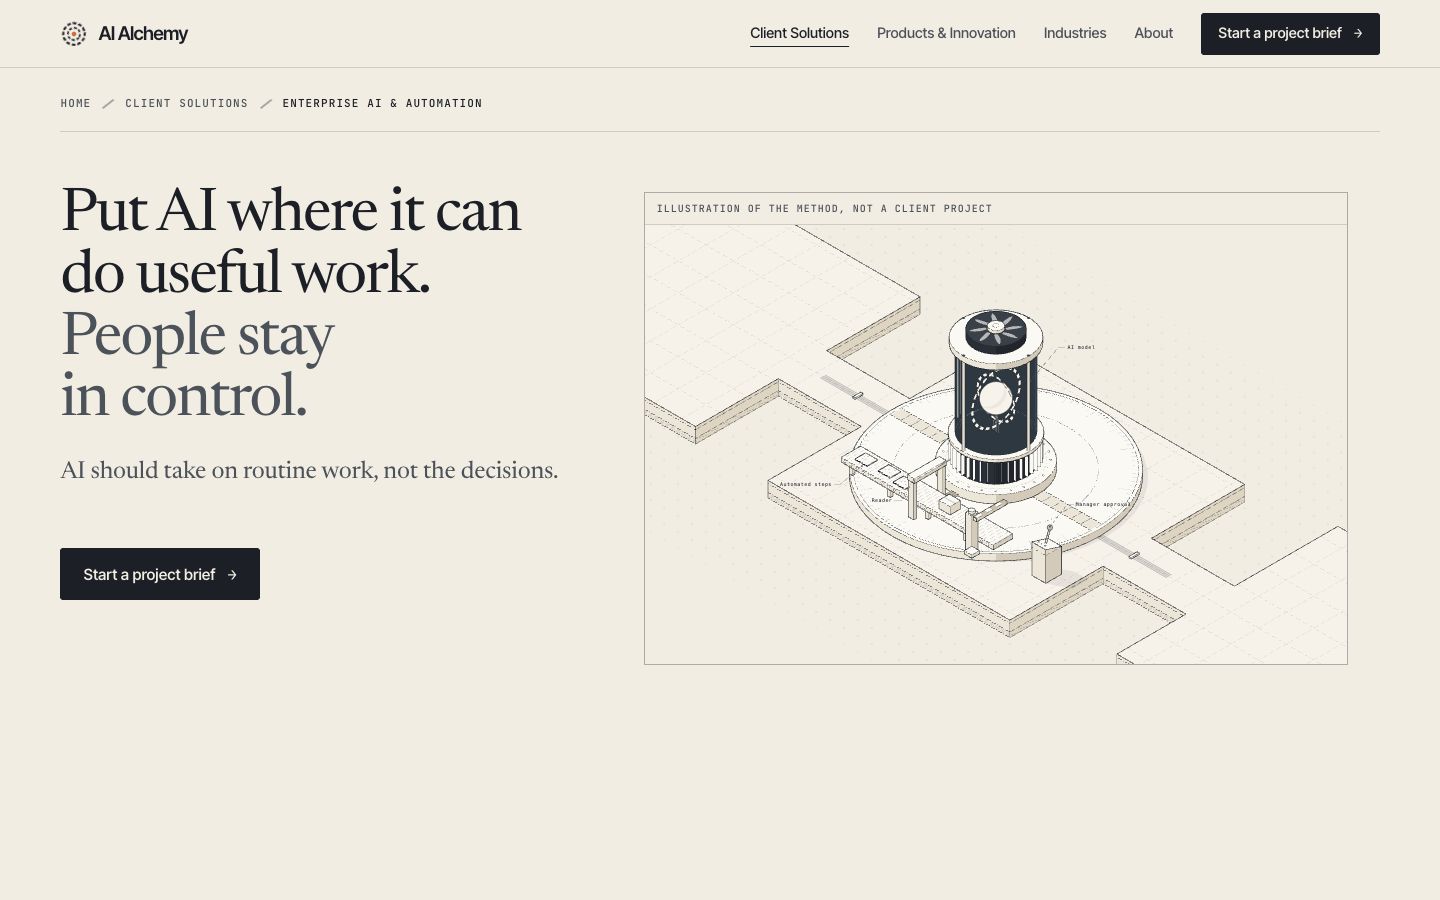 AI Alchemy
Client Solutions
Products & Innovation
Industries
About
Start a project brief →
HOME / CLIENT SOLUTIONS / ENTERPRISE AI & AUTOMATION
Put AI where it can
do useful work.
People stay
in control.
AI should take on routine work, not the decisions.
Start a project brief →
ILLUSTRATION OF THE METHOD, NOT A CLIENT PROJECT
AI model
Automated steps
Reader
Manager approval